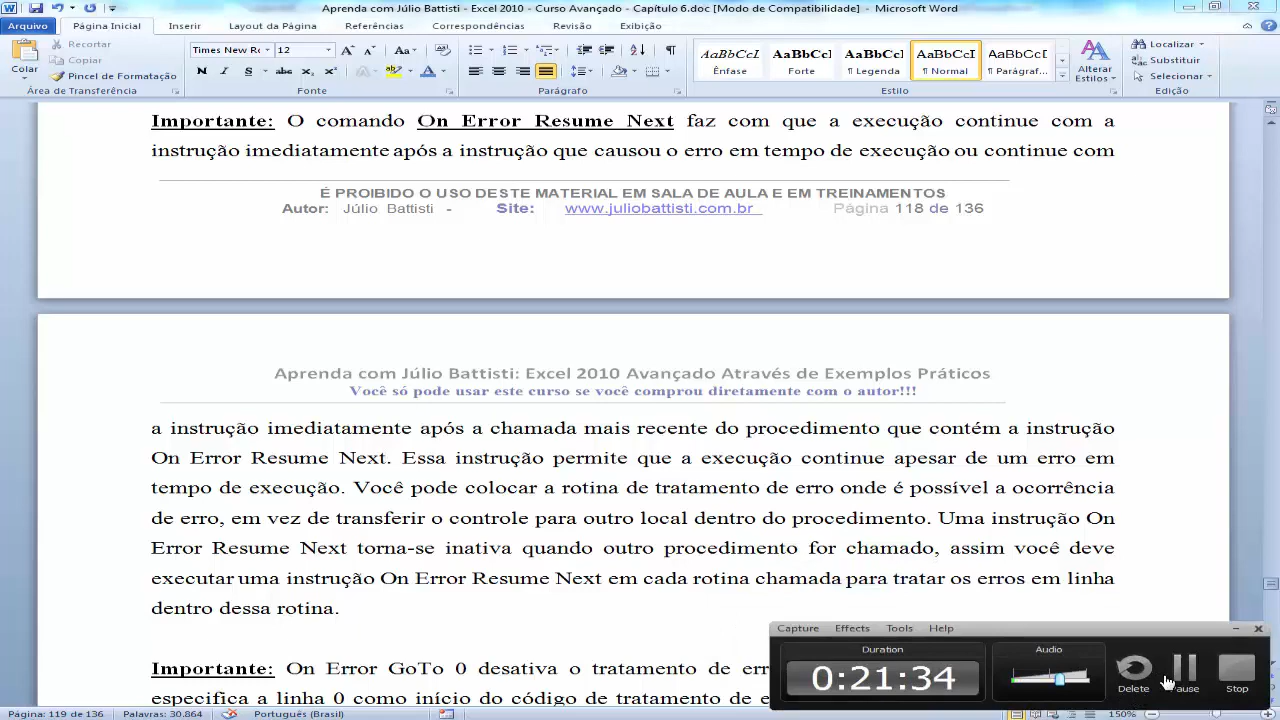 Aprenda com Júlio Battisti - Excel 2010 - Curso Avançado - Capítulo 6.doc [Modo de Compatibilidade] - Microsoft Word
Arquivo Página Inicial Inserir Layout da Página Referências Correspondências Revisão Exibição
Recortar
Copiar
Pincel de Formatação
Colar
Área de Transferência
Times New Ro 12
N I S abc x₂ x² A
Fonte
Parágrafo
AaBbCcI AaBbCcI AaBbCcI AaBbCcI AaBbCcI
Ênfase Forte ¶ Legenda ¶ Normal ¶ Parágraf...
Alterar
Estilos
Estilo
Localizar
Substituir
Selecionar
Edição
Importante: O comando On Error Resume Next faz com que a execução continue com a
instrução imediatamente após a instrução que causou o erro em tempo de execução ou continue com
É PROIBIDO O USO DESTE MATERIAL EM SALA DE AULA E EM TREINAMENTOS
Autor: Júlio Battisti - Site: www.juliobattisti.com.br Página 118 de 136
Aprenda com Júlio Battisti: Excel 2010 Avançado Através de Exemplos Práticos
Você só pode usar este curso se você comprou diretamente com o autor!!!
a instrução imediatamente após a chamada mais recente do procedimento que contém a instrução
On Error Resume Next. Essa instrução permite que a execução continue apesar de um erro em
tempo de execução. Você pode colocar a rotina de tratamento de erro onde é possível a ocorrência
de erro, em vez de transferir o controle para outro local dentro do procedimento. Uma instrução On
Error Resume Next torna-se inativa quando outro procedimento for chamado, assim você deve
executar uma instrução On Error Resume Next em cada rotina chamada para tratar os erros em linha
dentro dessa rotina.
Importante: On Error GoTo 0 desativa o tratamento de
especifica a linha 0 como início do código de tratamento de
Capture Effects Tools Help
Duration
0:21:34
Audio
Delete Pause Stop
Página: 119 de 136 Palavras: 30.864 Português (Brasil) 150%